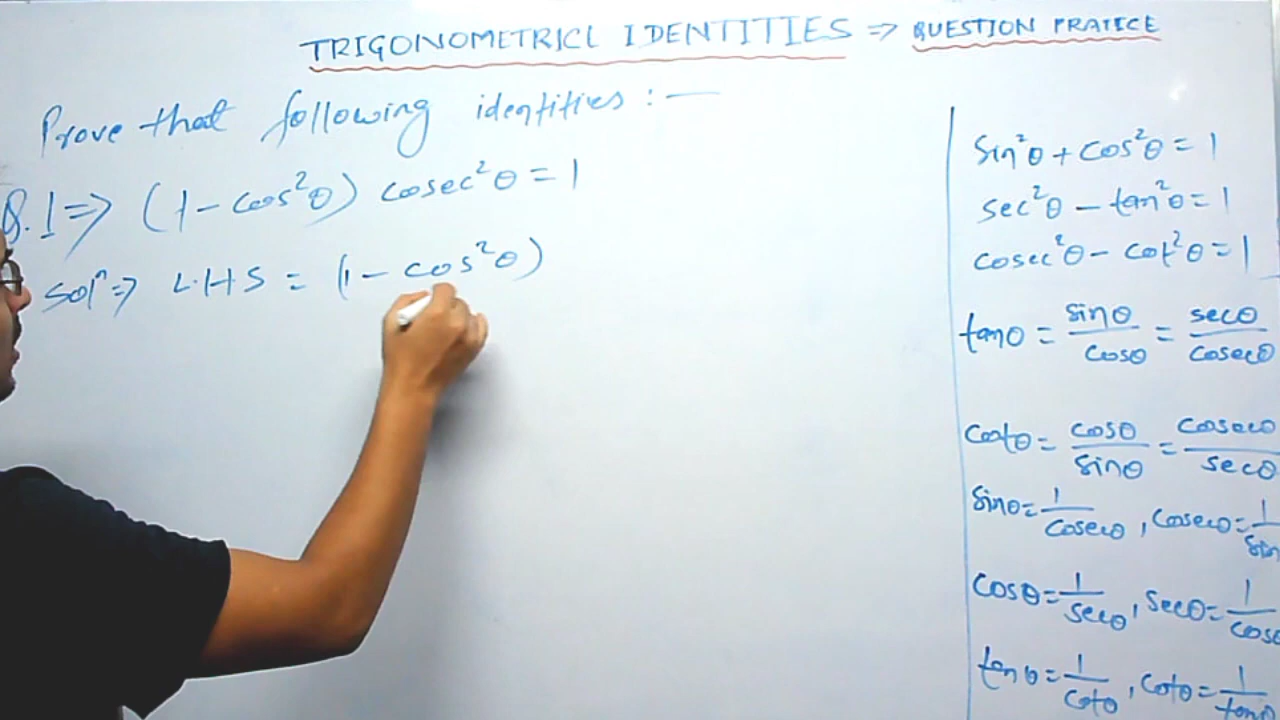 TRIGONOMETRICL IDENTITIES ⇒ QUESTION PRATICE
Prove that following identities : —
Q.1 ⇒ (1 - cos²θ) cosec²θ = 1
solⁿ ⇒ L.H S = (1 - cos²θ)
Sin²θ + cos²θ = 1
sec²θ - tan²θ = 1
cosec²θ - cot²θ = 1
tanθ = sinθ/cosθ = secθ/cosecθ
cotθ = cosθ/sinθ = cosecθ/secθ
sinθ = 1/cosecθ , cosecθ = 1/sin
cosθ = 1/secθ , secθ = 1/cosθ
tanθ = 1/cotθ , cotθ = 1/tanθ